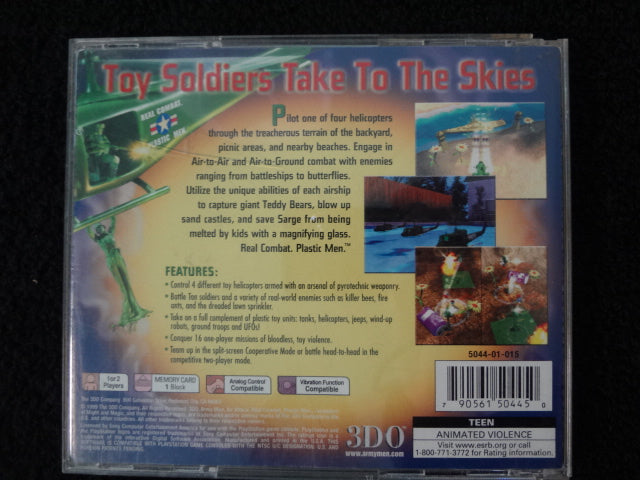 Toy Soldiers Take To The Skies
REAL COMBAT
PLASTIC MEN
Pilot one of four helicopters
through the treacherous terrain of the backyard,
picnic areas, and nearby beaches. Engage in
Air-to-Air and Air-to-Ground combat with enemies
ranging from battleships to butterflies.
Utilize the unique abilities of each airship
to capture giant Teddy Bears, blow up
sand castles, and save Sarge from being
melted by kids with a magnifying glass.
Real Combat. Plastic Men.™
FEATURES:
• Control 4 different toy helicopters armed with an arsenal of pyrotechnic weaponry.
• Battle Tan soldiers and a variety of real-world enemies such as killer bees, fire
ants, and the dreaded lawn sprinkler.
• Take on a full complement of plastic toy units: tanks, helicopters, jeeps, wind-up
robots, ground troops and UFOs!
• Conquer 16 one-player missions of bloodless, toy violence.
• Team up in the split-screen Cooperative Mode or battle head-to-head in the
competitive two-player mode.
5044-01-015
7 90561 50445 0
1 or 2
Players
MEMORY CARD
1 Block
Analog Control
Compatible
Vibration Function
Compatible
3DO™
www.armymen.com
TEEN
ANIMATED VIOLENCE
Visit www.esrb.org or call
1-800-771-3772 for Rating information.